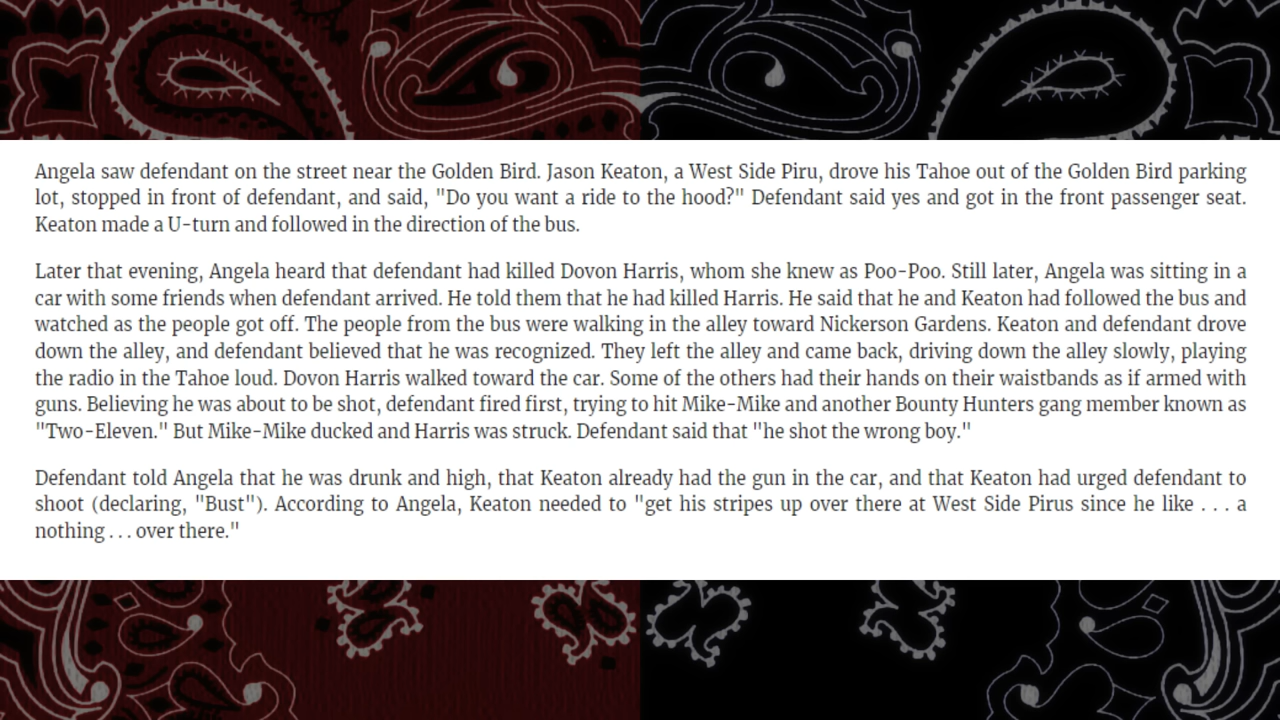 Angela saw defendant on the street near the Golden Bird. Jason Keaton, a West Side Piru, drove his Tahoe out of the Golden Bird parking
lot, stopped in front of defendant, and said, "Do you want a ride to the hood?" Defendant said yes and got in the front passenger seat.
Keaton made a U-turn and followed in the direction of the bus.
Later that evening, Angela heard that defendant had killed Dovon Harris, whom she knew as Poo-Poo. Still later, Angela was sitting in a
car with some friends when defendant arrived. He told them that he had killed Harris. He said that he and Keaton had followed the bus and
watched as the people got off. The people from the bus were walking in the alley toward Nickerson Gardens. Keaton and defendant drove
down the alley, and defendant believed that he was recognized. They left the alley and came back, driving down the alley slowly, playing
the radio in the Tahoe loud. Dovon Harris walked toward the car. Some of the others had their hands on their waistbands as if armed with
guns. Believing he was about to be shot, defendant fired first, trying to hit Mike-Mike and another Bounty Hunters gang member known as
"Two-Eleven." But Mike-Mike ducked and Harris was struck. Defendant said that "he shot the wrong boy."
Defendant told Angela that he was drunk and high, that Keaton already had the gun in the car, and that Keaton had urged defendant to
shoot (declaring, "Bust"). According to Angela, Keaton needed to "get his stripes up over there at West Side Pirus since he like . . . a
nothing . . . over there."